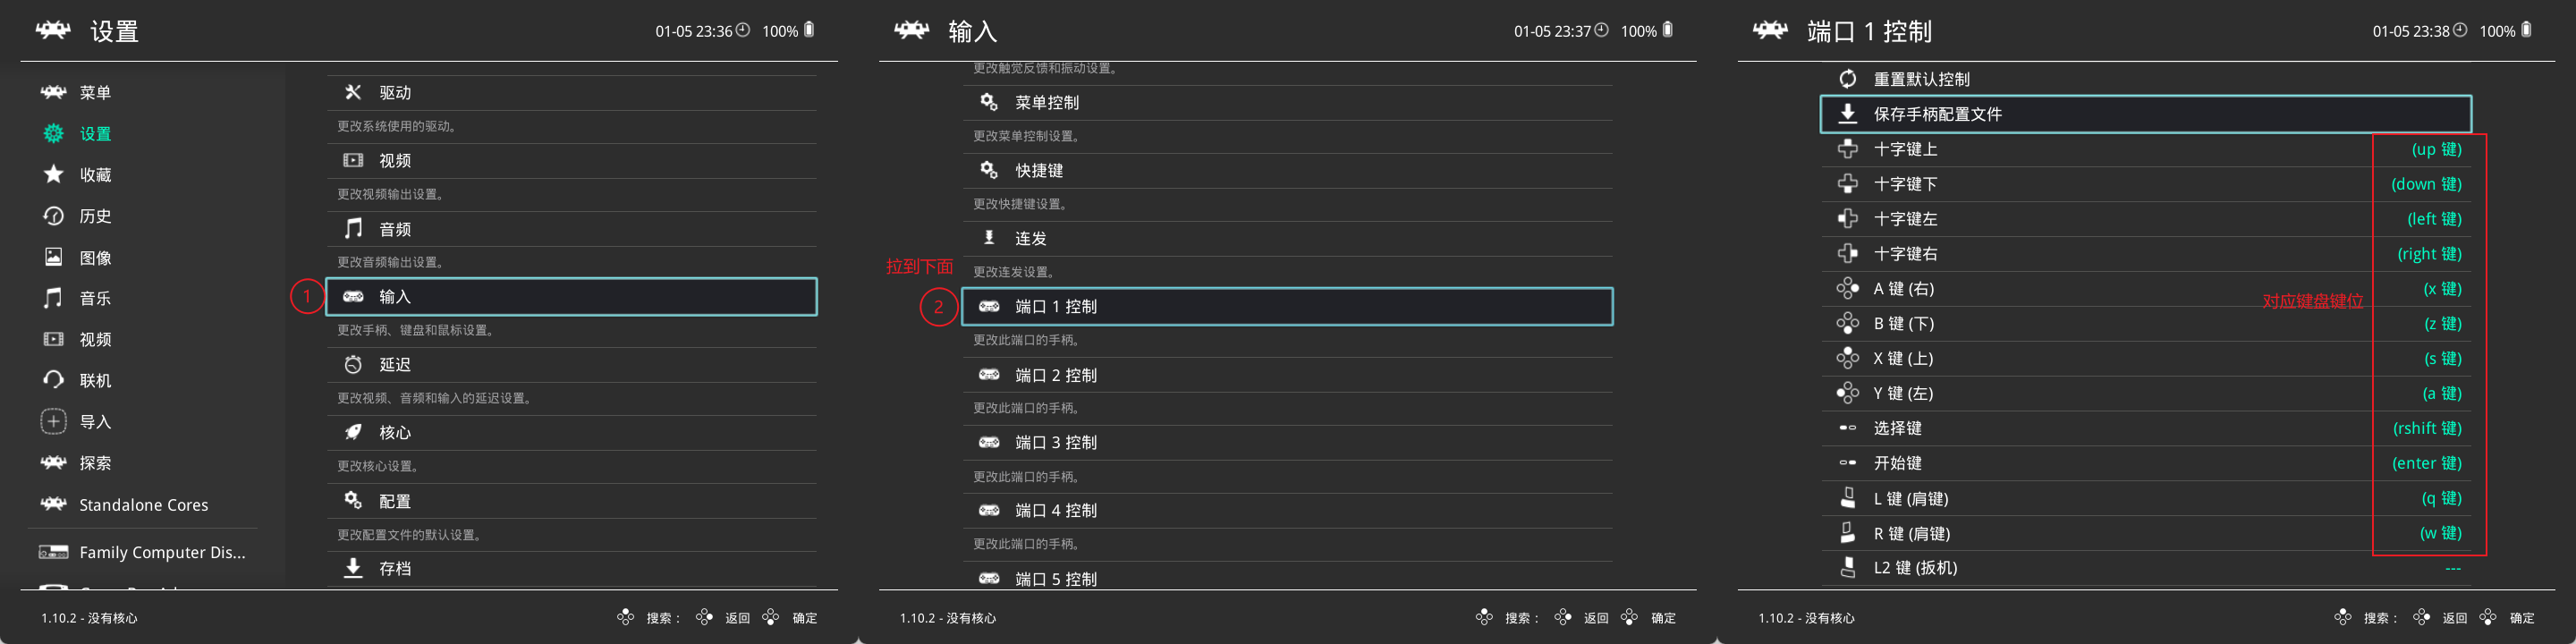 设置
01-05 23:36 100%
菜单
设置
收藏
历史
图像
音乐
视频
联机
导入
探索
Standalone Cores
Family Computer Dis...
驱动
更改系统使用的驱动。
视频
更改视频输出设置。
音频
更改音频输出设置。
1 输入
更改手柄、键盘和鼠标设置。
延迟
更改视频、音频和输入的延迟设置。
核心
更改核心设置。
配置
更改配置文件的默认设置。
存档
1.10.2 - 没有核心
搜索： 返回 确定
输入
01-05 23:37 100%
更改触觉反馈和振动设置。
菜单控制
更改菜单控制设置。
快捷键
更改快捷键设置。
连发
更改连发设置。
拉到下面
2 端口 1 控制
更改此端口的手柄。
端口 2 控制
更改此端口的手柄。
端口 3 控制
更改此端口的手柄。
端口 4 控制
更改此端口的手柄。
端口 5 控制
1.10.2 - 没有核心
搜索： 返回 确定
端口 1 控制
01-05 23:38 100%
重置默认控制
保存手柄配置文件
十字键上 (up 键)
十字键下 (down 键)
十字键左 (left 键)
十字键右 (right 键)
A 键 (右) (x 键)
对应键盘键位
B 键 (下) (z 键)
X 键 (上) (s 键)
Y 键 (左) (a 键)
选择键 (rshift 键)
开始键 (enter 键)
L 键 (肩键) (q 键)
R 键 (肩键) (w 键)
L2 键 (扳机) ---
1.10.2 - 没有核心
搜索： 返回 确定